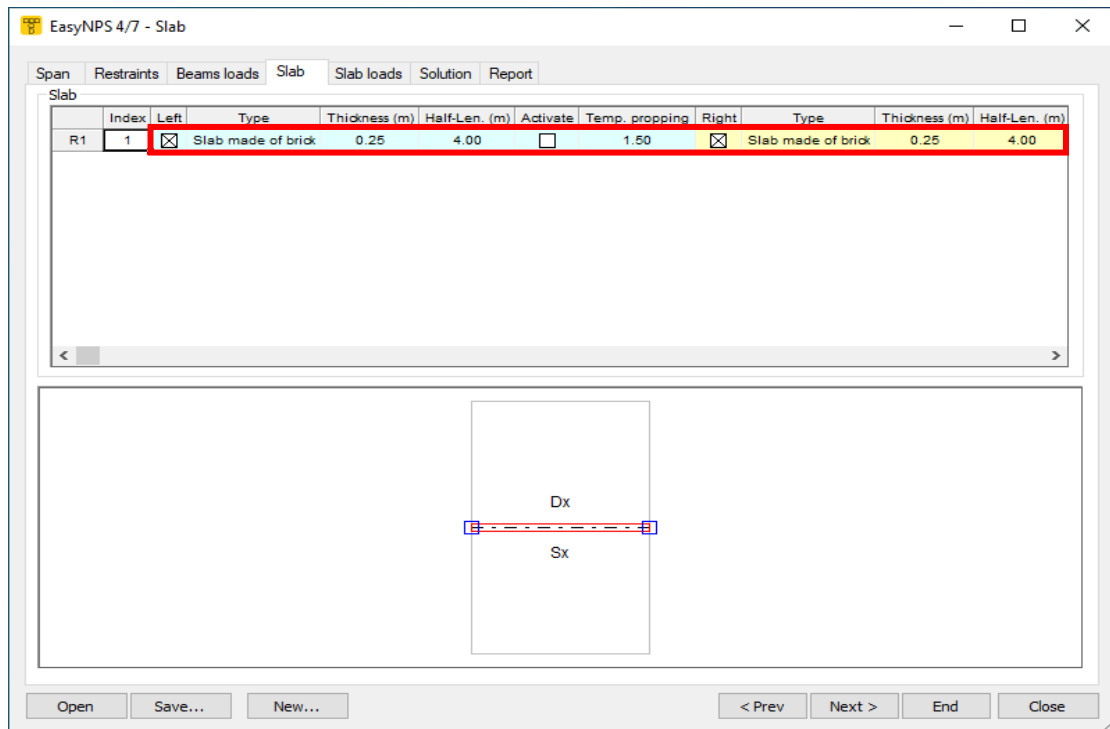 EasyNPS 4/7 - Slab
Span Restraints Beams loads Slab Slab loads Solution Report
Slab
Index Left Type Thickness (m) Half-Len. (m) Activate Temp. propping Right Type Thickness (m) Half-Len. (m)
R1 1 Slab made of brick 0.25 4.00 1.50 Slab made of brick 0.25 4.00
Dx
Sx
Open Save... New... < Prev Next > End Close